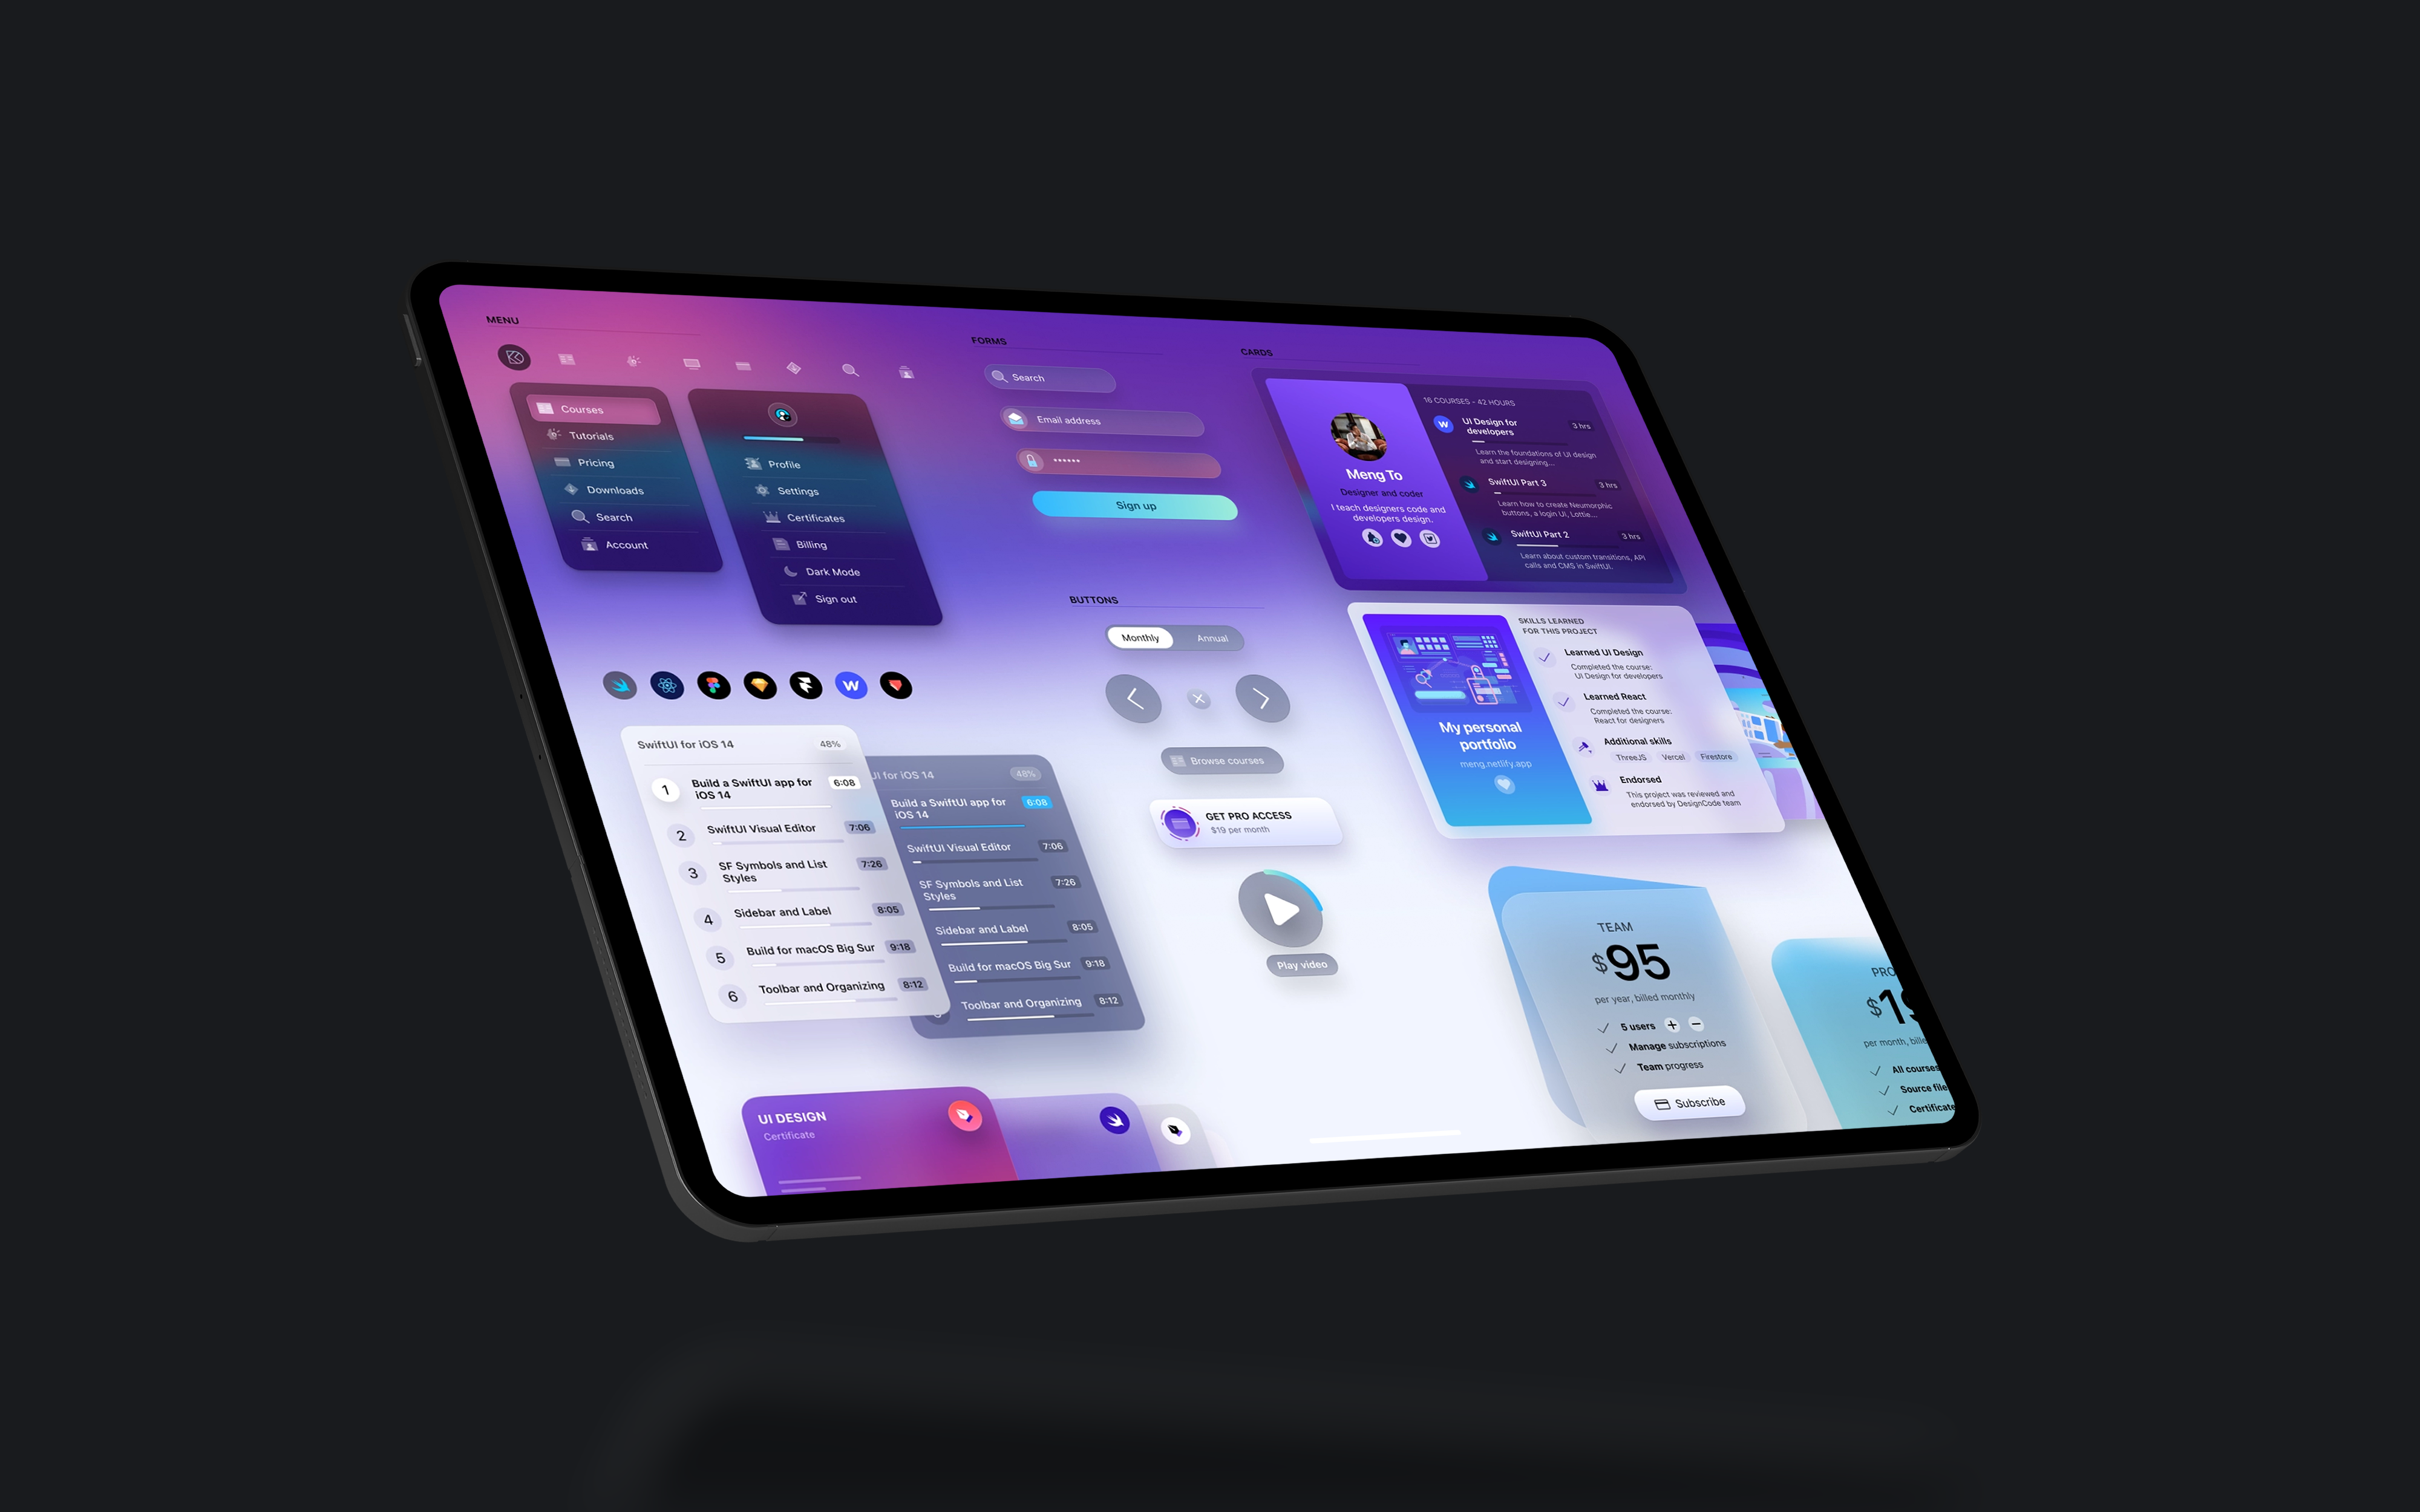 MENU
Courses
Tutorials
Pricing
Downloads
Search
Account
Profile
Settings
Certificates
Billing
Dark Mode
Sign out
FORMS
Search
Email address
••••••
Sign up
CARDS
Meng To
Designer and coder
I teach designers code and
developers design.
16 COURSES - 42 HOURS
UI Design for
developers
3 hrs
Learn the foundations of UI design
and start designing....
SwiftUI Part 3
3 hrs
Learn how to create Neumorphic
buttons, a login UI, Lottie....
SwiftUI Part 2
3 hrs
Learn about custom transitions, API
calls and CMS in SwiftUI.
BUTTONS
Monthly
Annual
Browse courses
GET PRO ACCESS
$19 per month
Play video
My personal
portfolio
meng.netlify.app
SKILLS LEARNED
FOR THIS PROJECT
Learned UI Design
Completed the course:
UI Design for developers
Learned React
Completed the course:
React for designers
Additional skills
ThreeJS
Vercel
Firestore
Endorsed
This project was reviewed and
endorsed by DesignCode team
W
SwiftUI for iOS 14
48%
1
Build a SwiftUI app for
iOS 14
6:08
2
SwiftUI Visual Editor
7:06
3
SF Symbols and List
Styles
7:26
4
Sidebar and Label
8:05
5
Build for macOS Big Sur
9:18
6
Toolbar and Organizing
8:12
UI for iOS 14
48%
Build a SwiftUI app for
iOS 14
6:08
SwiftUI Visual Editor
7:06
SF Symbols and List
Styles
7:26
Sidebar and Label
8:05
Build for macOS Big Sur
9:18
Toolbar and Organizing
8:12
UI DESIGN
Certificate
TEAM
$95
per year, billed monthly
5 users
Manage subscriptions
Team progress
Subscribe
PRO
$19
per month, bille
All courses
Source file
Certificate